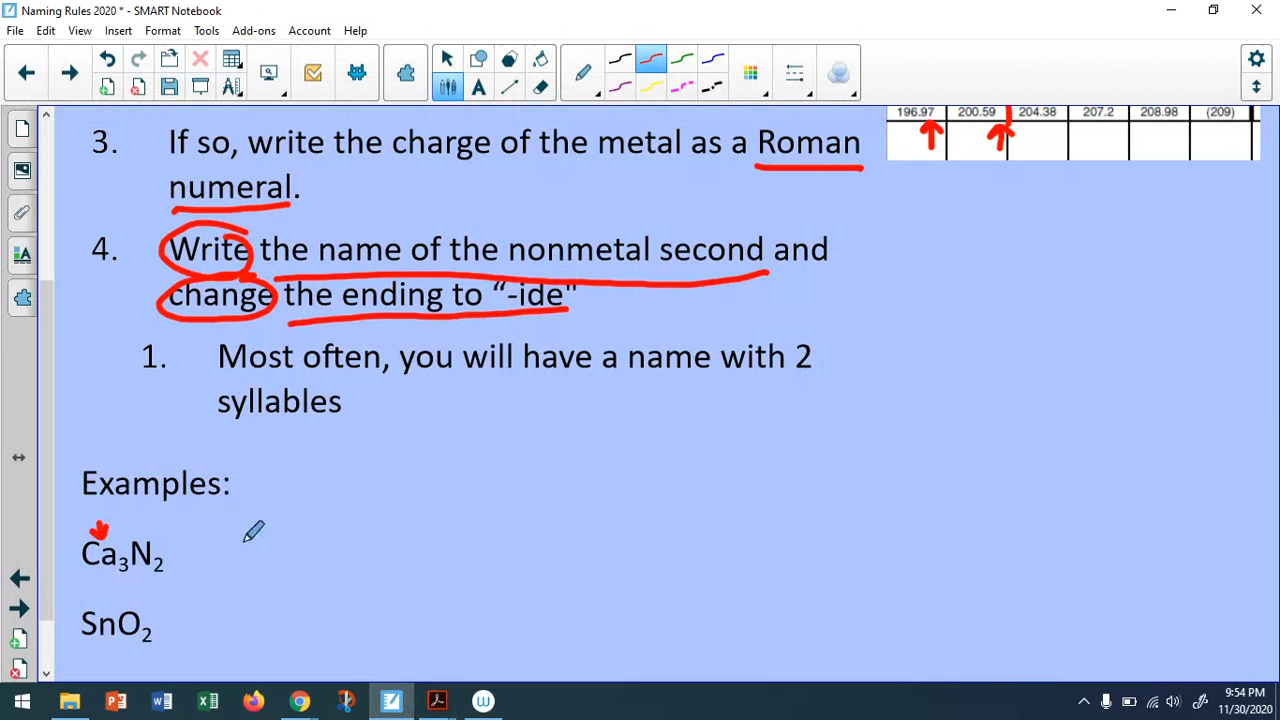 Naming Rules 2020 * - SMART Notebook
File Edit View Insert Format Tools Add-ons Account Help
196.97 200.59 204.38 207.2 208.98 (209)
3. If so, write the charge of the metal as a Roman
numeral.
4. Write the name of the nonmetal second and
change the ending to “-ide"
1. Most often, you will have a name with 2
syllables
Examples:
Ca₃N₂
SnO₂
9:54 PM
11/30/2020